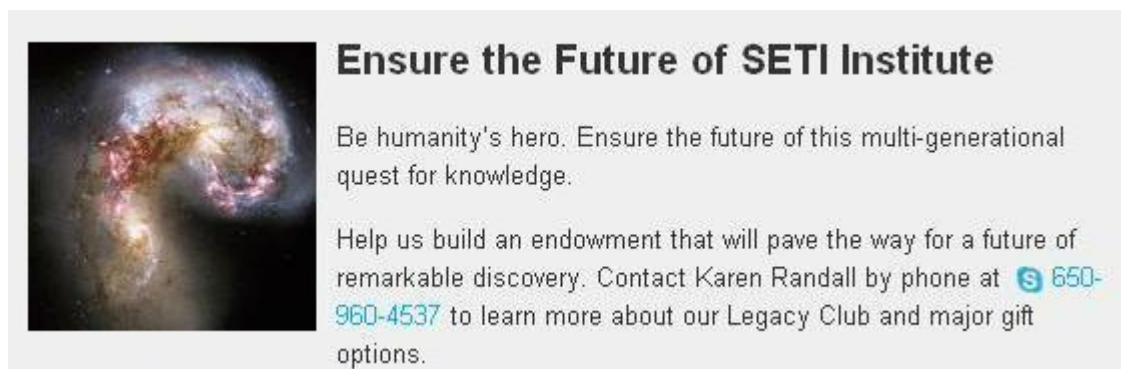 Ensure the Future of SETI Institute
Be humanity's hero. Ensure the future of this multi-generational
quest for knowledge.
Help us build an endowment that will pave the way for a future of
remarkable discovery. Contact Karen Randall by phone at 650-
960-4537 to learn more about our Legacy Club and major gift
options.